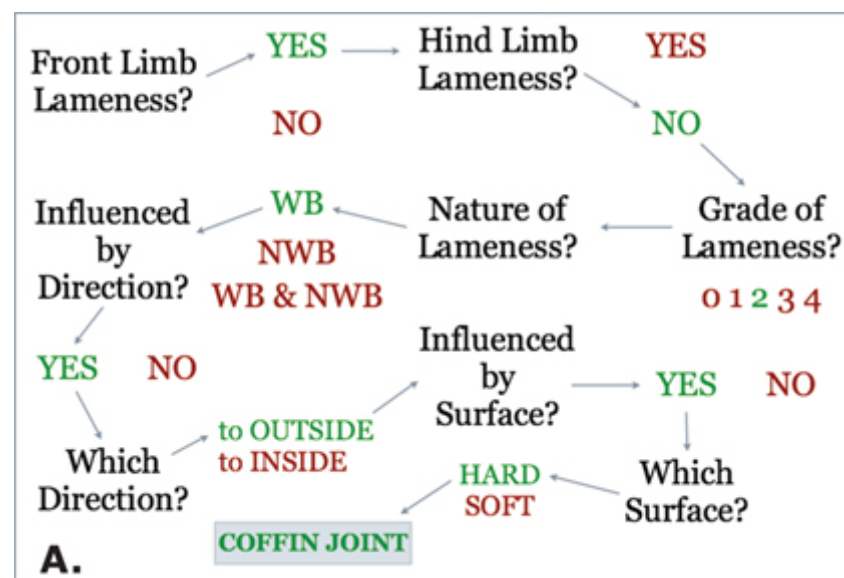 Front Limb
Lameness?
YES
NO
Hind Limb
Lameness?
YES
NO
Grade of
Lameness?
0 1 2 3 4
Nature of
Lameness?
WB
NWB
WB & NWB
Influenced
by
Direction?
YES NO
Which
Direction?
to OUTSIDE
to INSIDE
Influenced
by
Surface?
YES NO
Which
Surface?
HARD
SOFT
COFFIN JOINT
A.